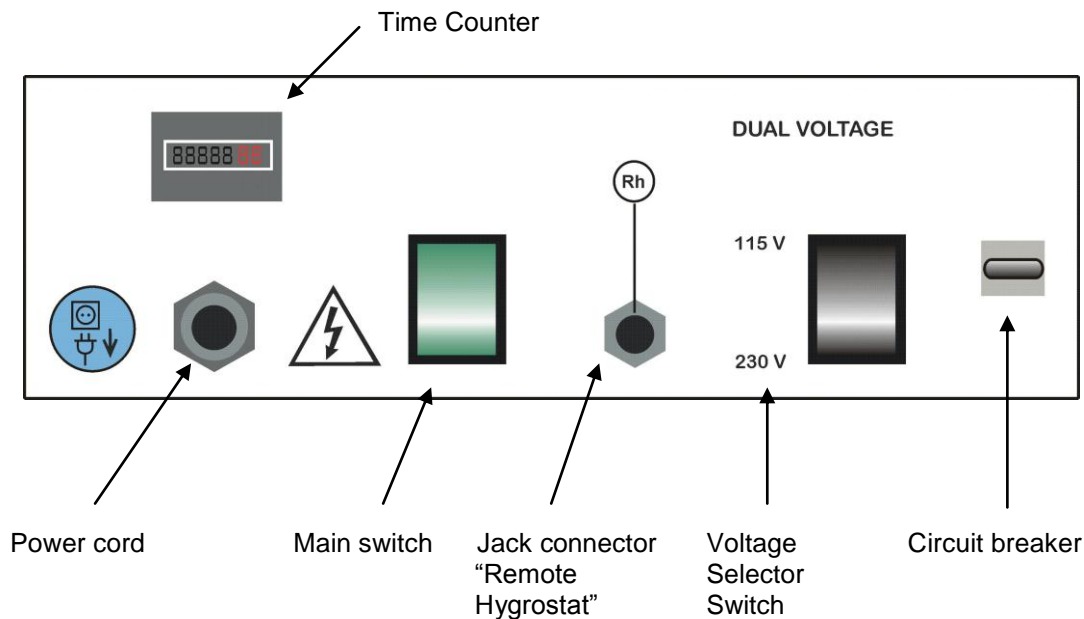 Time Counter
DUAL VOLTAGE
88888
Rh
115 V
230 V
Power cord
Main switch
Jack connector
“Remote
Hygrostat”
Voltage
Selector
Switch
Circuit breaker